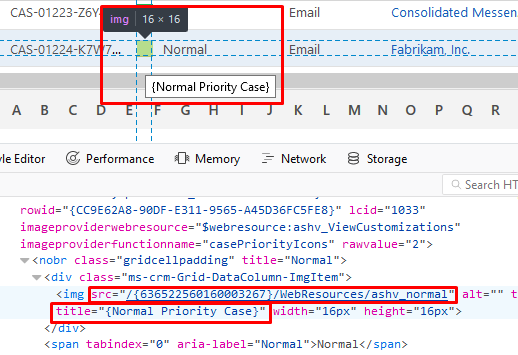 CAS-01223-Z6Y
img 16 × 16
Email
Consolidated Messen
CAS-01224-K7W7...
Normal
Email
Fabrikam, Inc.
{Normal Priority Case}
A B C D E F G H I J K L M N O P Q R
le Editor
Performance
Memory
Network
Storage
Search HT
rowid="{CC9E62A8-90DF-E311-9565-A45D36FC5FE8}" lcid="1033"
imageproviderwebresource="$webresource:ashv_ViewCustomizations"
imageproviderfunctionname="casePriorityIcons" rawvalue="2">
<nobr class="gridcellpadding" title="Normal">
<div class="ms-crm-Grid-DataColumn-ImgItem">
<img src="/{636522560160003267}/WebResources/ashv_normal" alt="" t
title="{Normal Priority Case}" width="16px" height="16px">
</div>
<span tabindex="0" aria-label="Normal">Normal</span>